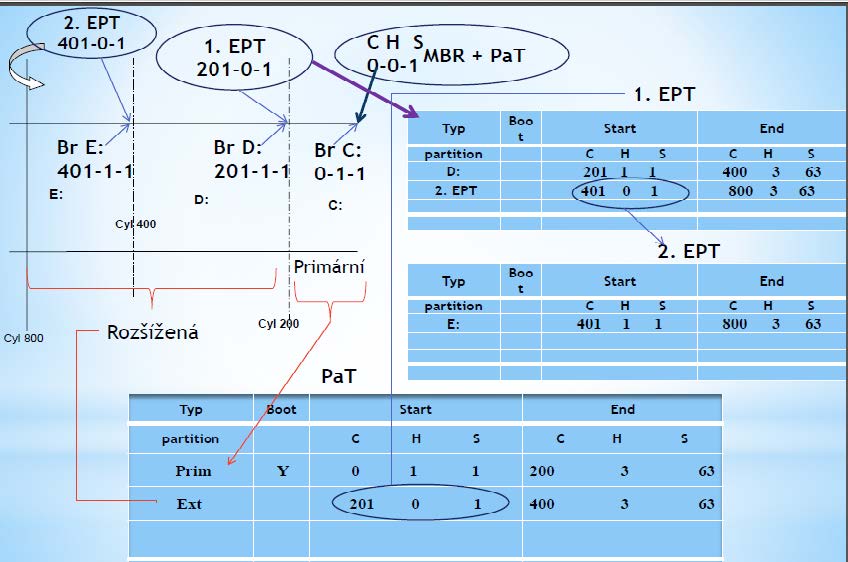 2. EPT
401-0-1
1. EPT
201-0-1
C H S
0-0-1
MBR + PaT
Br E:
401-1-1
E:
Br D:
201-1-1
D:
Br C:
0-1-1
C:
Cyl 400
Primární
Rozšížená
Cyl 200
Cyl 800
1. EPT
Typ Boo t Start End
partition C H S C H S
D: 201 1 1 400 3 63
2. EPT 401 0 1 800 3 63
2. EPT
Typ Boo t Start End
partition C H S C H S
E: 401 1 1 800 3 63
PaT
Typ Boot Start End
partition C H S C H S
Prim Y 0 1 1 200 3 63
Ext 201 0 1 400 3 63